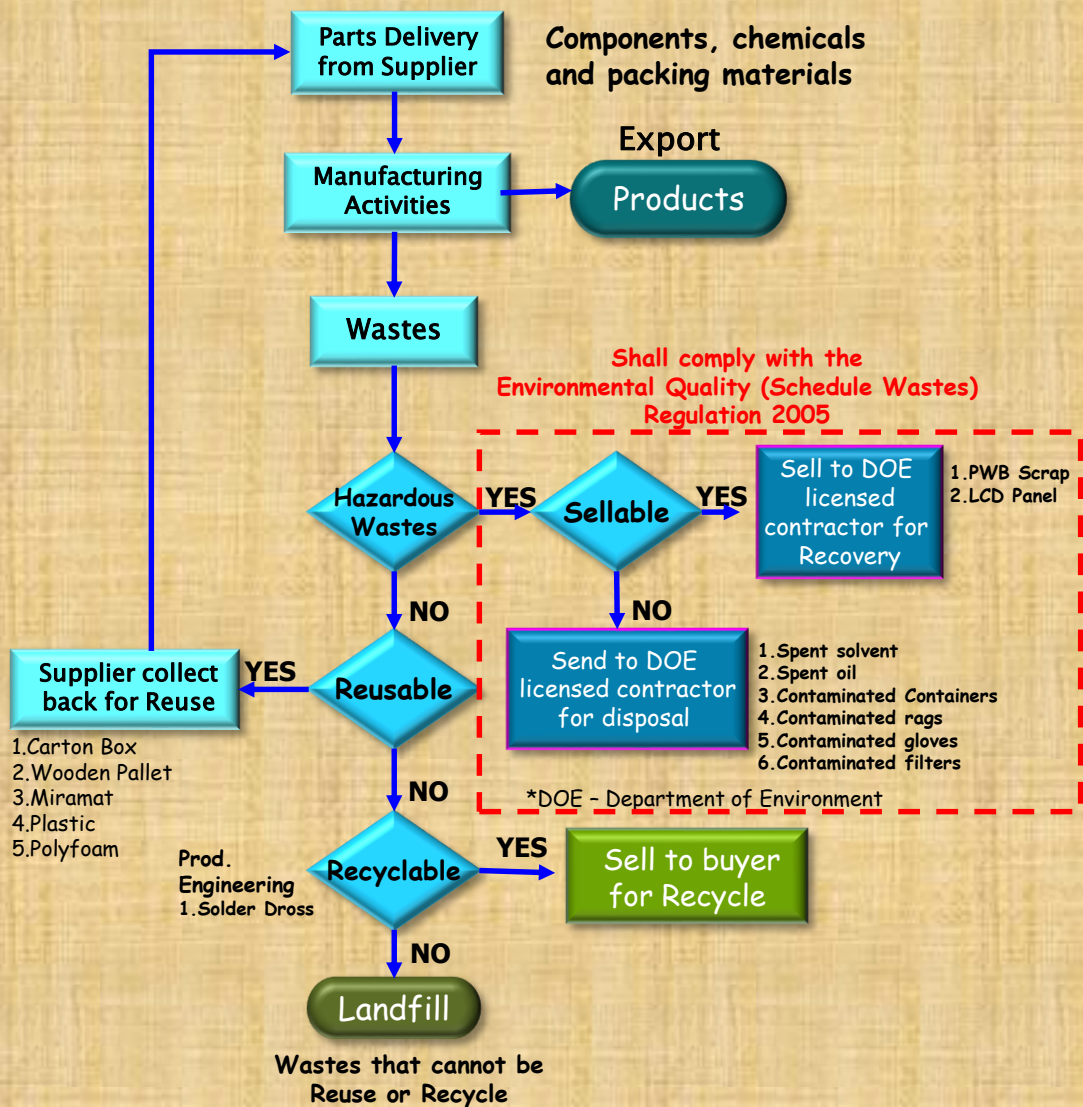 Parts Delivery
from Supplier
Components, chemicals
and packing materials
Manufacturing
Activities
Export
Products
Wastes
Shall comply with the
Environmental Quality (Schedule Wastes)
Regulation 2005
Hazardous
Wastes
YES
Sellable
YES
Sell to DOE
licensed
contractor for
Recovery
1.PWB Scrap
2.LCD Panel
NO
NO
Supplier collect
back for Reuse
YES
Reusable
Send to DOE
licensed contractor
for disposal
1.Spent solvent
2.Spent oil
3.Contaminated Containers
4.Contaminated rags
5.Contaminated gloves
6.Contaminated filters
1.Carton Box
2.Wooden Pallet
3.Miramat
4.Plastic
5.Polyfoam
NO
*DOE – Department of Environment
Prod.
Engineering
1.Solder Dross
Recyclable
YES
Sell to buyer
for Recycle
NO
Landfill
Wastes that cannot be
Reuse or Recycle